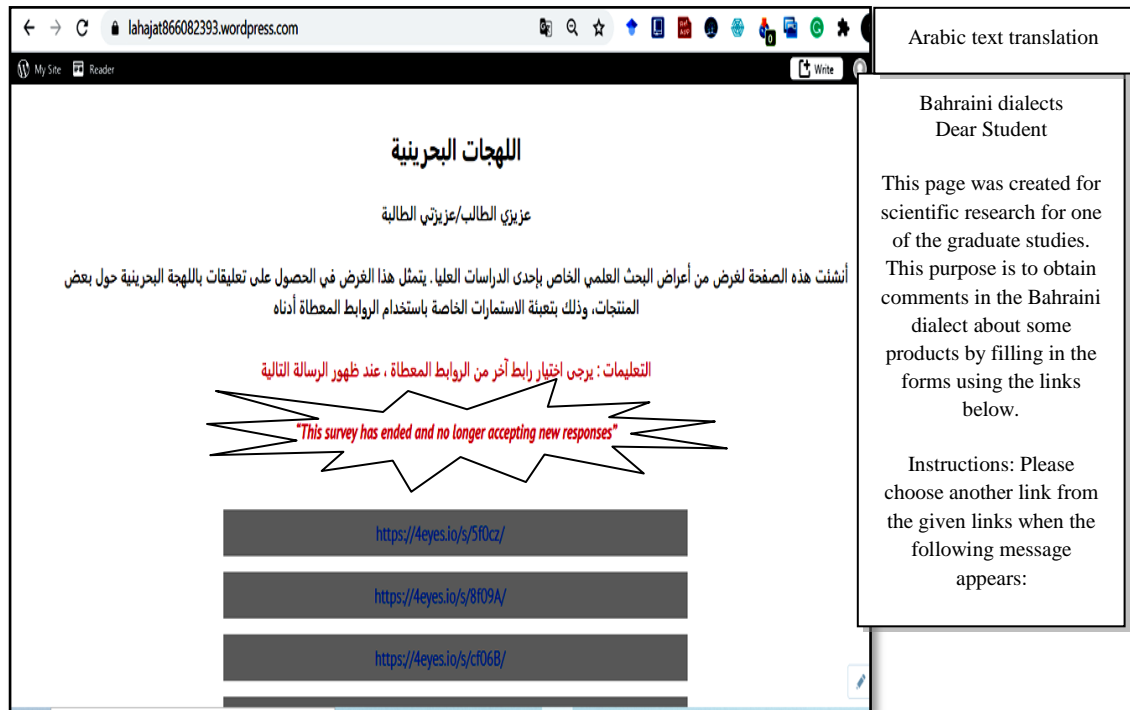 lahajat866082393.wordpress.com
My Site
Reader
Write
اللهجات البحرينية
عزيزي الطالب/عزيزتي الطالبة
أنشئت هذه الصفحة لغرض من أعراض البحث العلمي الخاص بإحدى الدراسات العليا. يتمثل هذا الغرض في الحصول على تعليقات باللهجة البحرينية حول بعض
المنتجات، وذلك بتعبئة الاستمارات الخاصة باستخدام الروابط المعطاة أدناه
التعليمات : يرجى اختيار رابط آخر من الروابط المعطاة ، عند ظهور الرسالة التالية
"This survey has ended and no longer accepting new responses"
https://4eyes.io/s/5f0cz/
https://4eyes.io/s/8f09A/
https://4eyes.io/s/cf06B/
Arabic text translation
Bahraini dialects
Dear Student
This page was created for
scientific research for one
of the graduate studies.
This purpose is to obtain
comments in the Bahraini
dialect about some
products by filling in the
forms using the links
below.
Instructions: Please
choose another link from
the given links when the
following message
appears: